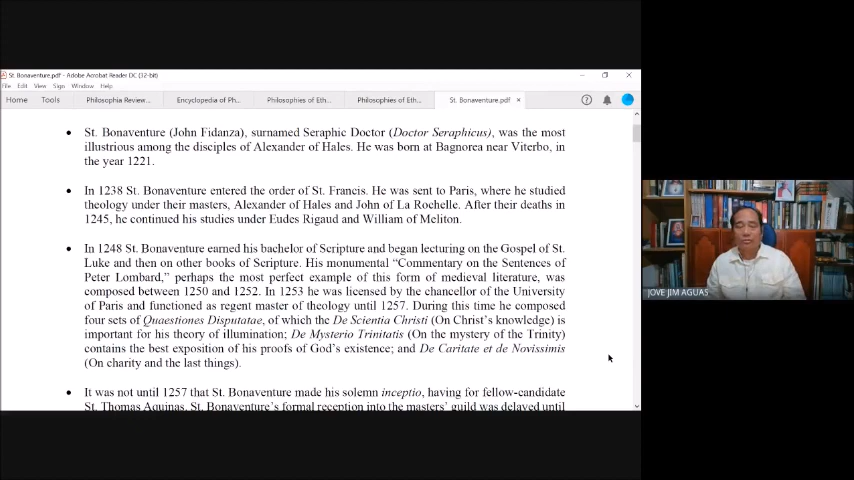 St. Bonaventure.pdf - Adobe Acrobat Reader DC (32-bit)
File Edit View Sign Window Help
Home Tools Philosophia Review... Encyclopedia of Ph... Philosophies of Eth... Philosophies of Eth... St. Bonaventure.pdf ×
• St. Bonaventure (John Fidanza), surnamed Seraphic Doctor (Doctor Seraphicus), was the most
illustrious among the disciples of Alexander of Hales. He was born at Bagnorea near Viterbo, in
the year 1221.
• In 1238 St. Bonaventure entered the order of St. Francis. He was sent to Paris, where he studied
theology under their masters, Alexander of Hales and John of La Rochelle. After their deaths in
1245, he continued his studies under Eudes Rigaud and William of Meliton.
• In 1248 St. Bonaventure earned his bachelor of Scripture and began lecturing on the Gospel of St.
Luke and then on other books of Scripture. His monumental “Commentary on the Sentences of
Peter Lombard,” perhaps the most perfect example of this form of medieval literature, was
composed between 1250 and 1252. In 1253 he was licensed by the chancellor of the University
of Paris and functioned as regent master of theology until 1257. During this time he composed
four sets of Quaestiones Disputatae, of which the De Scientia Christi (On Christ’s knowledge) is
important for his theory of illumination; De Mysterio Trinitatis (On the mystery of the Trinity)
contains the best exposition of his proofs of God’s existence; and De Caritate et de Novissimis
(On charity and the last things).
• It was not until 1257 that St. Bonaventure made his solemn inceptio, having for fellow-candidate
St. Thomas Aquinas. St. Bonaventure’s formal reception into the masters’ guild was delayed until
JOVE JIM AGUAS